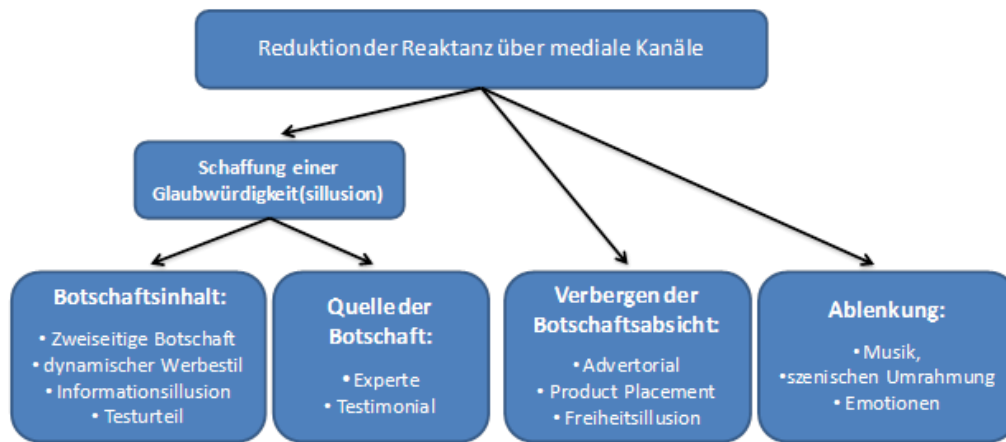 Reduktion der Reaktanz über mediale Kanäle
Schaffung einer
Glaubwürdigkeit(sillusion)
Botschaftsinhalt:
• Zweiseitige Botschaft
• dynamischer Werbestil
• Informationsillusion
• Testurteil
Quelle der
Botschaft:
• Experte
• Testimonial
Verbergen der
Botschaftsabsicht:
• Advertorial
• Product Placement
• Freiheitsillusion
Ablenkung:
• Musik,
• szenischen Umrahmung
• Emotionen